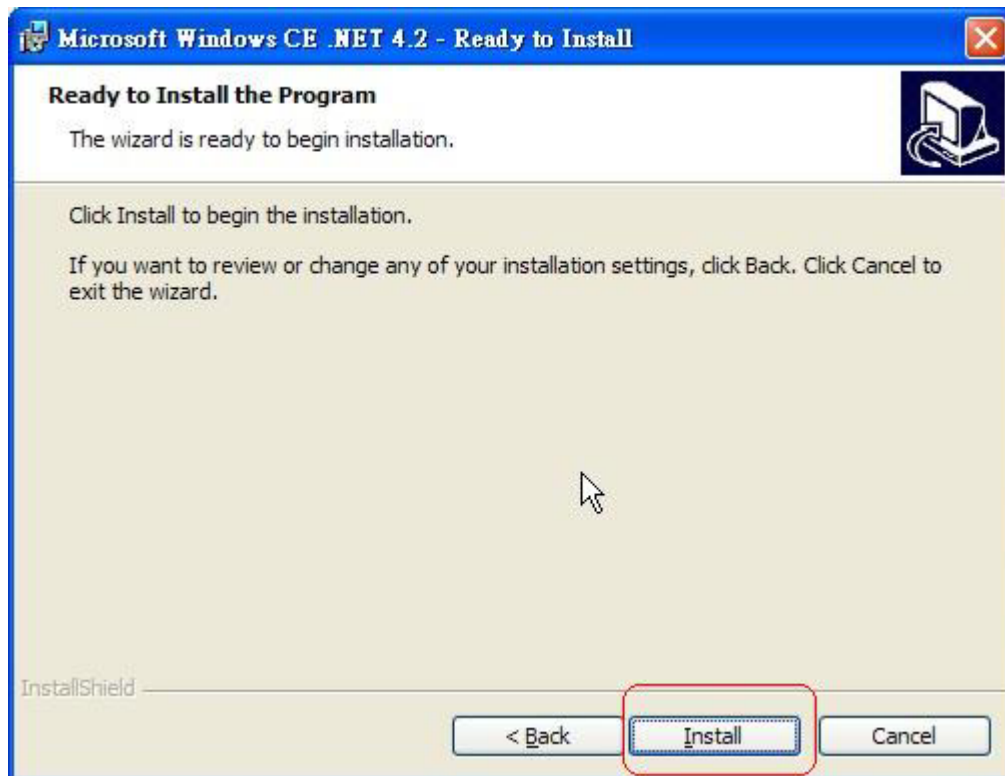 Microsoft Windows CE .NET 4.2 - Ready to Install
Ready to Install the Program
The wizard is ready to begin installation.
Click Install to begin the installation.
If you want to review or change any of your installation settings, click Back. Click Cancel to
exit the wizard.
InstallShield
< Back
Install
Cancel